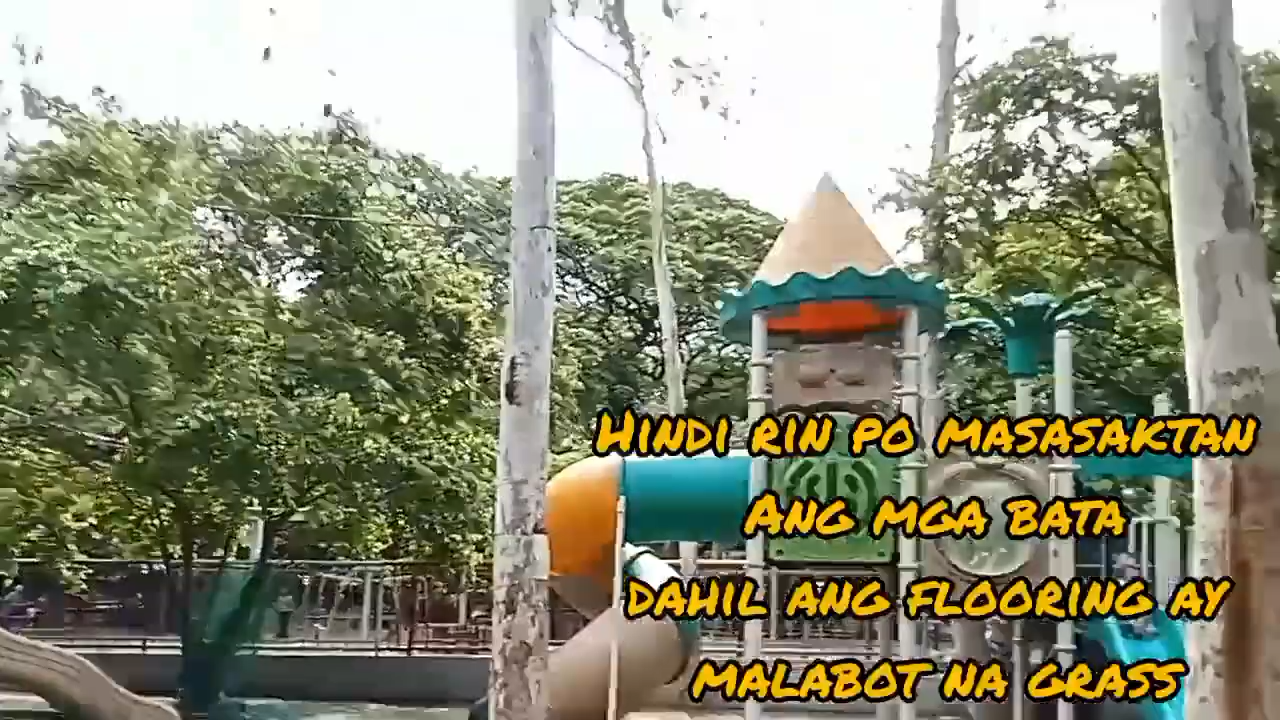 Hindi rin po masasaktan
Ang mga bata
dahil ang flooring ay
malabot na grass